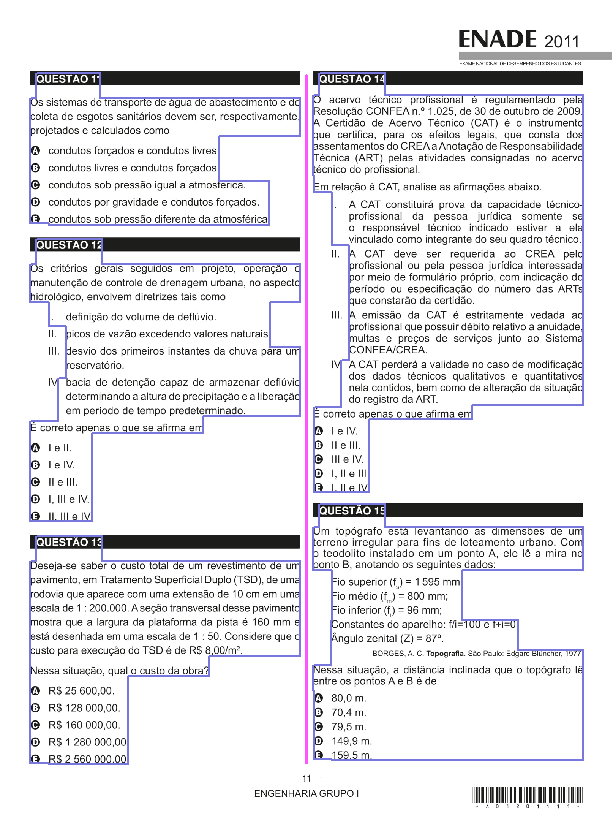 ENADE 2011
EXAME NACIONAL DE DESEMPENHO DOS ESTUDANTES
QUESTÃO 11
Os sistemas de transporte de água de abastecimento e de
coleta de esgotos sanitários devem ser, respectivamente,
projetados e calculados como
A condutos forçados e condutos livres.
B condutos livres e condutos forçados.
C condutos sob pressão igual a atmosférica.
D condutos por gravidade e condutos forçados.
E condutos sob pressão diferente da atmosférica.
QUESTÃO 12
Os critérios gerais seguidos em projeto, operação e
manutenção de controle de drenagem urbana, no aspecto
hidrológico, envolvem diretrizes tais como
I. definição do volume de deflúvio.
II. picos de vazão excedendo valores naturais.
III. desvio dos primeiros instantes da chuva para um
reservatório.
IV. bacia de detenção capaz de armazenar deflúvio
determinando a altura de precipitação e a liberação
em período de tempo predeterminado.
É correto apenas o que se afirma em
A I e II.
B I e IV.
C II e III.
D I, III e IV.
E II, III e IV.
QUESTÃO 13
Deseja-se saber o custo total de um revestimento de um
pavimento, em Tratamento Superficial Duplo (TSD), de uma
rodovia que aparece com uma extensão de 10 cm em uma
escala de 1 : 200.000. A seção transversal desse pavimento
mostra que a largura da plataforma da pista é 160 mm e
está desenhada em uma escala de 1 : 50. Considere que o
custo para execução do TSD é de R$ 8,00/m².
Nessa situação, qual o custo da obra?
A R$ 25 600,00.
B R$ 128 000,00.
C R$ 160 000,00.
D R$ 1 280 000,00.
E R$ 2 560 000,00.
QUESTÃO 14
O acervo técnico profissional é regulamentado pela
Resolução CONFEA n.º 1.025, de 30 de outubro de 2009.
A Certidão de Acervo Técnico (CAT) é o instrumento
que certifica, para os efeitos legais, que consta dos
assentamentos do CREA a Anotação de Responsabilidade
Técnica (ART) pelas atividades consignadas no acervo
técnico do profissional.
Em relação à CAT, analise as afirmações abaixo.
I. A CAT constituirá prova da capacidade técnico-
profissional da pessoa jurídica somente se
o responsável técnico indicado estiver a ela
vinculado como integrante do seu quadro técnico.
II. A CAT deve ser requerida ao CREA pelo
profissional ou pela pessoa jurídica interessada
por meio de formulário próprio, com indicação do
período ou especificação do número das ARTs
que constarão da certidão.
III. A emissão da CAT é estritamente vedada ao
profissional que possuir débito relativo a anuidade,
multas e preços de serviços junto ao Sistema
CONFEA/CREA.
IV. A CAT perderá a validade no caso de modificação
dos dados técnicos qualitativos e quantitativos
nela contidos, bem como de alteração da situação
do registro da ART.
É correto apenas o que afirma em
A I e IV.
B II e III.
C III e IV.
D I, II e III.
E I, II e IV.
QUESTÃO 15
Um topógrafo está levantando as dimensões de um
terreno irregular para fins de loteamento urbano. Com
o teodolito instalado em um ponto A, ele lê a mira no
ponto B, anotando os seguintes dados:
Fio superior (fs) = 1 595 mm;
Fio médio (fm) = 800 mm;
Fio inferior (fi) = 96 mm;
Constantes do aparelho: f/i=100 e f+i=0;
Ângulo zenital (Z) = 87º.
BORGES, A. C. Topografia. São Paulo: Edgard Blüncher, 1977
Nessa situação, a distância inclinada que o topógrafo lê
entre os pontos A e B é de
A 80,0 m.
B 70,4 m.
C 79,5 m.
D 149,9 m.
E 159,5 m.
11
ENGENHARIA GRUPO I